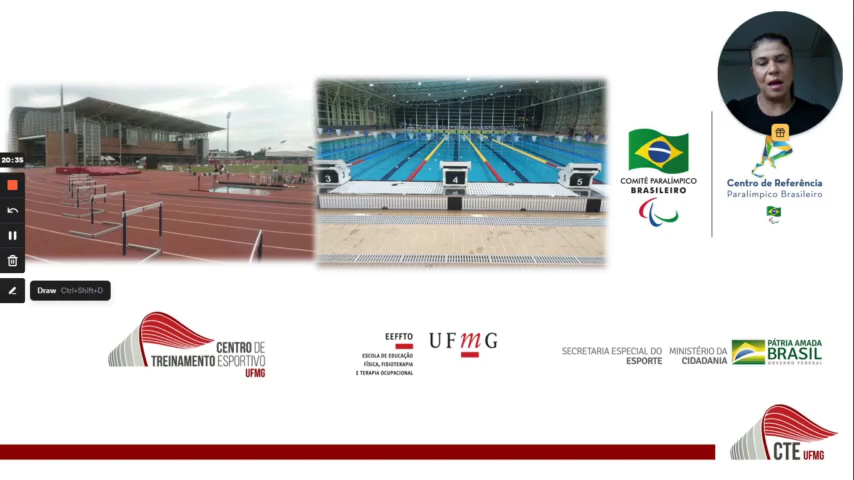 20:35
Draw Ctrl+Shift+D
3
4
5
COMITÊ PARALÍMPICO
BRASILEIRO
Centro de Referência
Paralímpico Brasileiro
CENTRO DE
TREINAMENTO ESPORTIVO
UFMG
EEFFTO
ESCOLA DE EDUCAÇÃO
FÍSICA, FISIOTERAPIA
E TERAPIA OCUPACIONAL
UFMG
SECRETARIA ESPECIAL DO
ESPORTE
MINISTÉRIO DA
CIDADANIA
PÁTRIA AMADA
BRASIL
GOVERNO FEDERAL
CTE UFMG